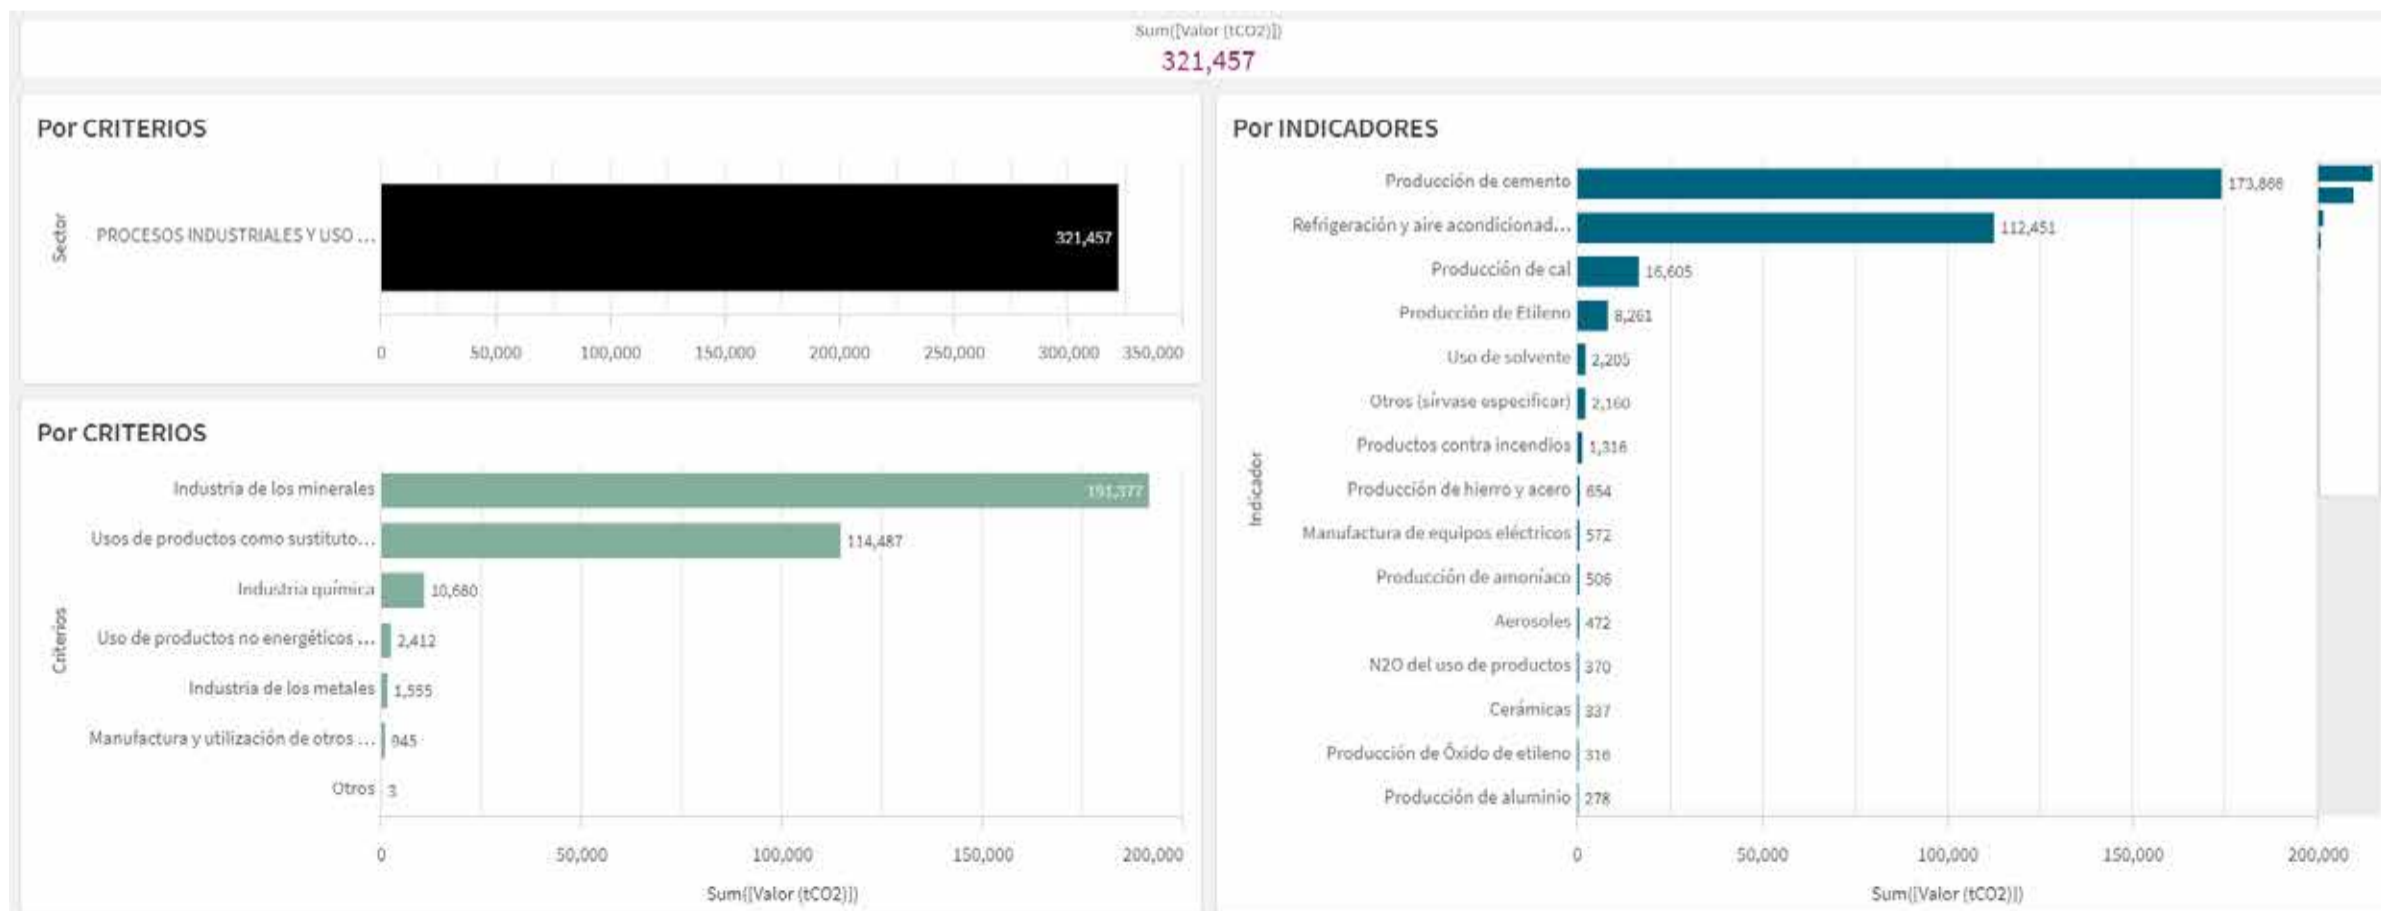 Sum([Valor (tCO2)])
321,457
Por CRITERIOS
Sector
PROCESOS INDUSTRIALES Y USO ...
321,457
0 50,000 100,000 150,000 200,000 250,000 300,000 350,000
Por CRITERIOS
Criterios
Industria de los minerales 191,377
Usos de productos como sustituto... 114,487
Industria química 10,680
Uso de productos no energéticos ... 2,412
Industria de los metales 1,555
Manufactura y utilización de otros ... 945
Otros 3
0 50,000 100,000 150,000 200,000
Sum([Valor (tCO2)])
Por INDICADORES
Indicador
Producción de cemento 173,866
Refrigeración y aire acondicionad... 112,451
Producción de cal 16,605
Producción de Etileno 8,261
Uso de solvente 2,205
Otros (sírvase especificar) 2,160
Productos contra incendios 1,316
Producción de hierro y acero 654
Manufactura de equipos eléctricos 572
Producción de amoníaco 506
Aerosoles 472
N2O del uso de productos 370
Cerámicas 337
Producción de Óxido de etileno 316
Producción de aluminio 278
0 50,000 100,000 150,000 200,000
Sum([Valor (tCO2)])